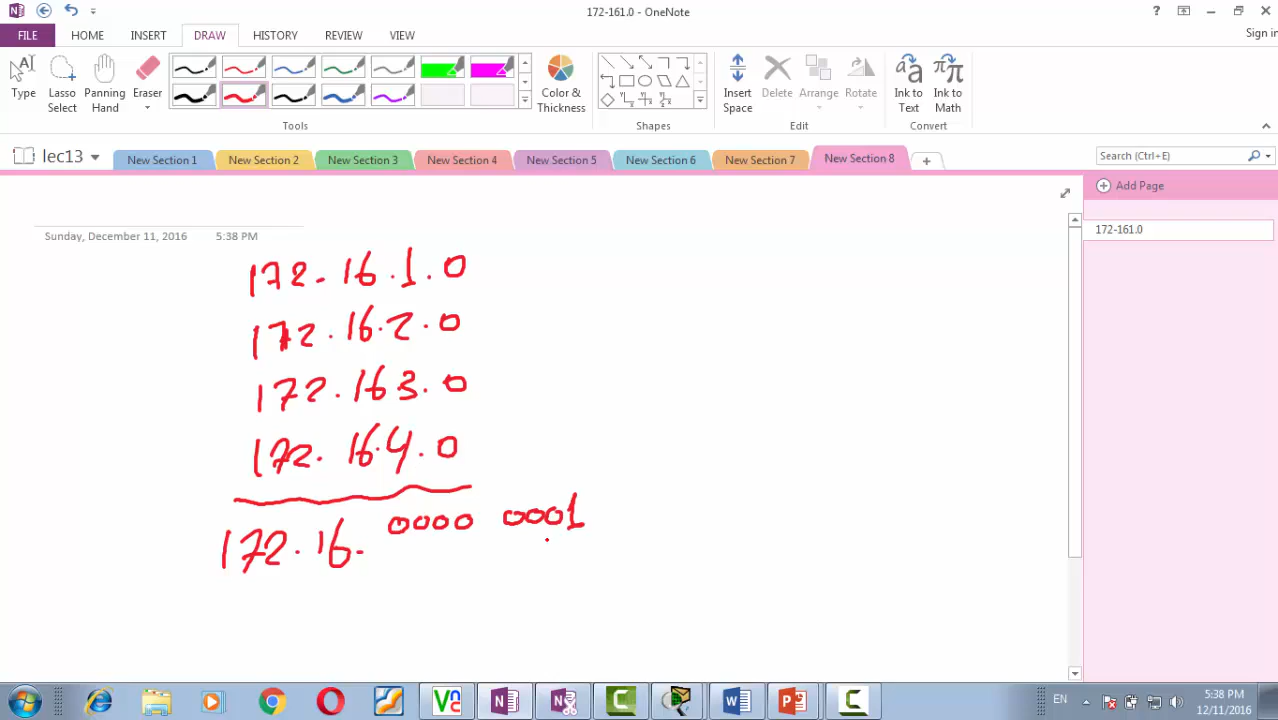 172-161.0 - OneNote
?
Sign in
FILE HOME INSERT DRAW HISTORY REVIEW VIEW
Type
Lasso Select
Panning Hand
Eraser
Color & Thickness
Insert Space
Delete
Arrange
Rotate
Ink to Text
Ink to Math
Tools
Shapes
Edit
Convert
lec13
New Section 1 New Section 2 New Section 3 New Section 4 New Section 5 New Section 6 New Section 7 New Section 8
Search (Ctrl+E)
Add Page
172-161.0
Sunday, December 11, 2016 5:38 PM
172.16.1.0
172.16.2.0
172.163.0
172.16.4.0
172.16. 0000 0001
EN
5:38 PM
12/11/2016